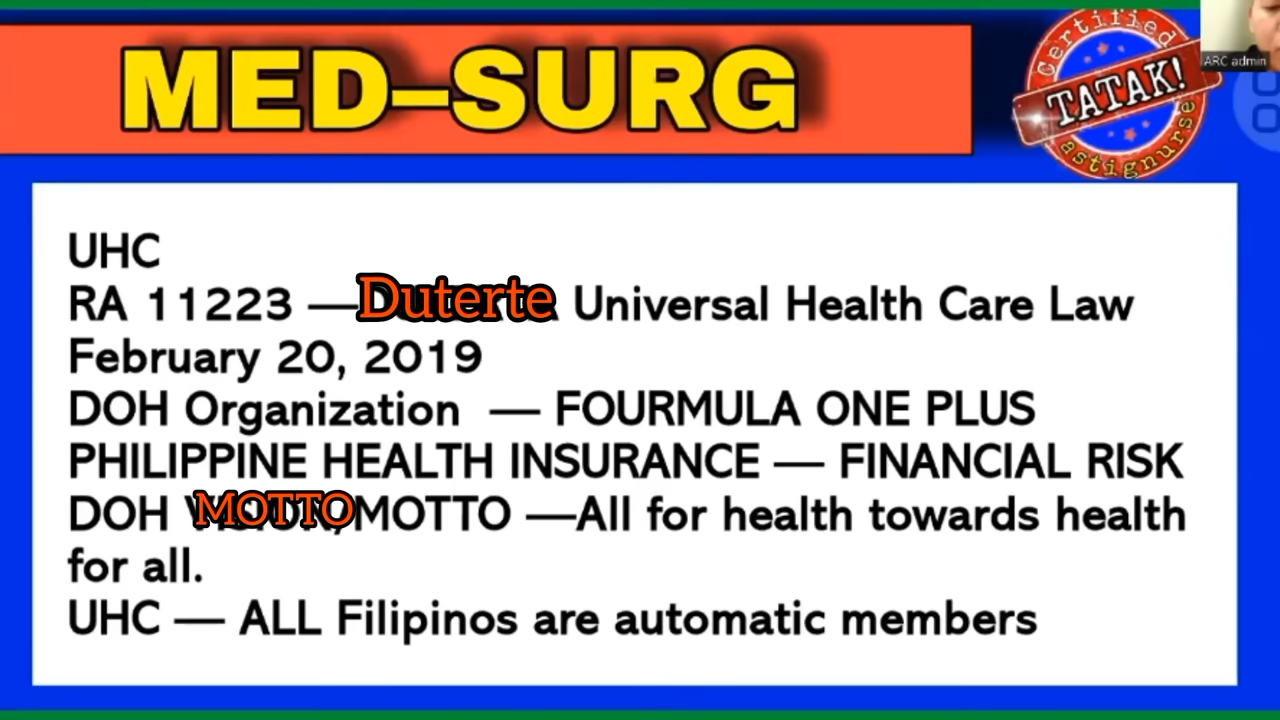 MED–SURG
Certified
TATAK!
astignurse
ARC admin
UHC
RA 11223 —Duterte Universal Health Care Law
February 20, 2019
DOH Organization — FOURMULA ONE PLUS
PHILIPPINE HEALTH INSURANCE — FINANCIAL RISK
DOH MOTTO MOTTO —All for health towards health
for all.
UHC — ALL Filipinos are automatic members